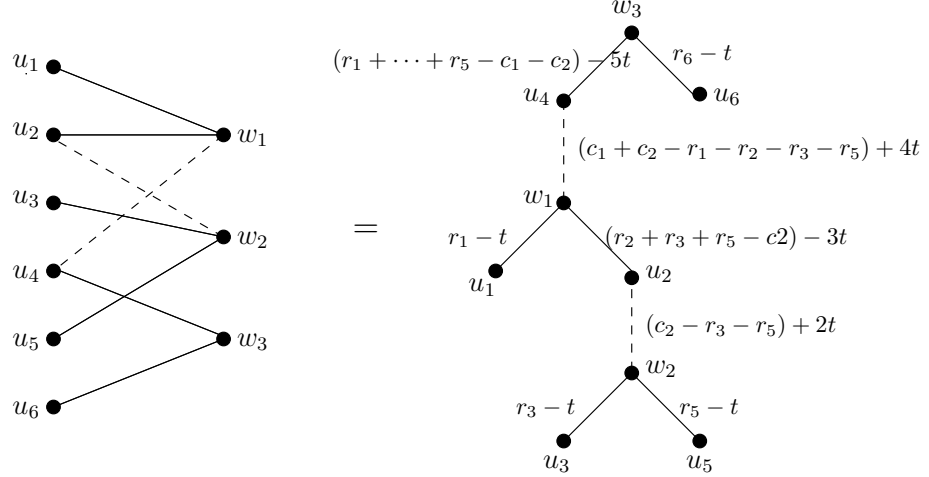 u₁
u₂
u₃
u₄
u₅
u₆
w₁
w₂
w₃
=
w₃
(r₁ + ⋯ + r₅ − c₁ − c₂) − 5t
r₆ − t
u₄
u₆
(c₁ + c₂ − r₁ − r₂ − r₃ − r₅) + 4t
w₁
r₁ − t
(r₂ + r₃ + r₅ − c2) − 3t
u₁
u₂
(c₂ − r₃ − r₅) + 2t
w₂
r₃ − t
r₅ − t
u₃
u₅